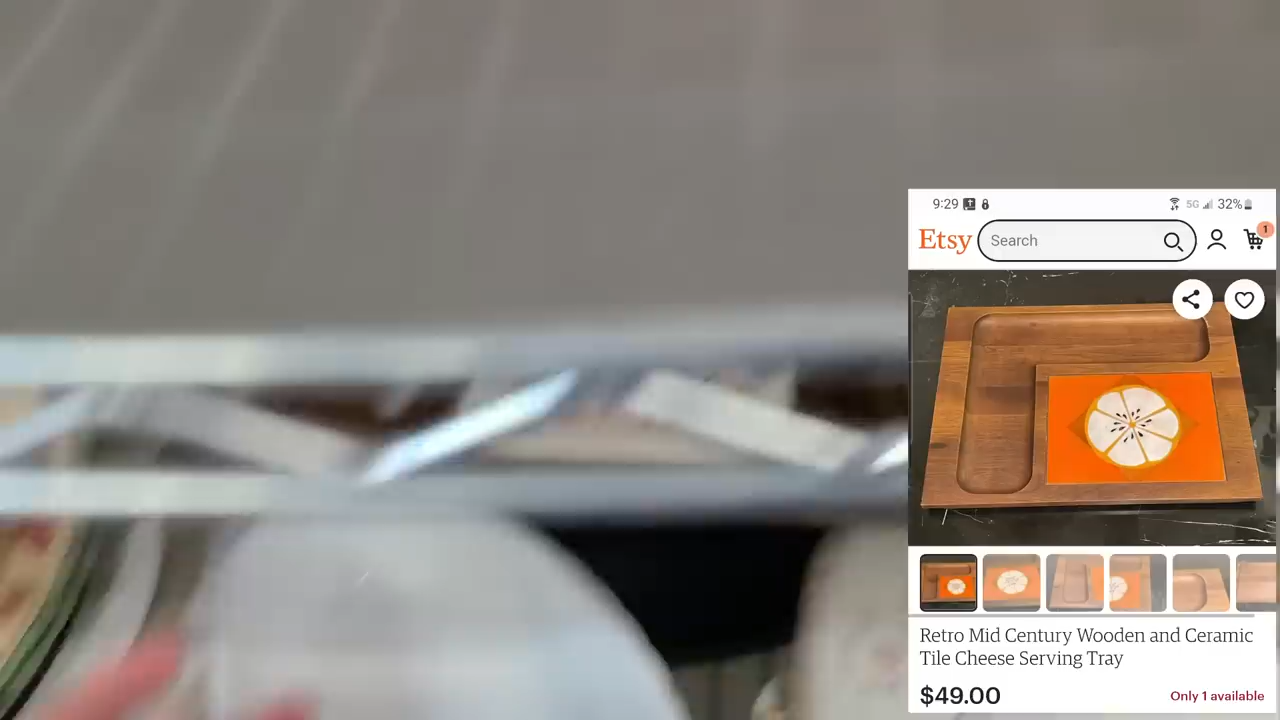 9:29
5G 32%
Etsy Search 1
Retro Mid Century Wooden and Ceramic
Tile Cheese Serving Tray
$49.00 Only 1 available